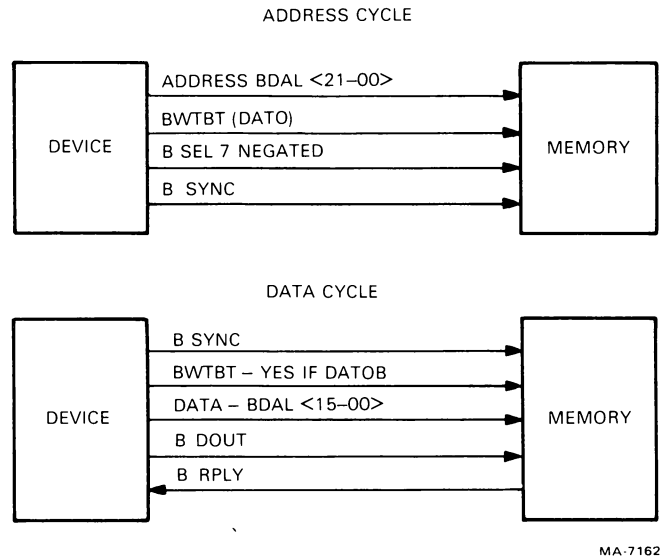 ADDRESS CYCLE
ADDRESS BDAL <21–00>
BWTBT (DATO)
DEVICE
MEMORY
B SEL 7 NEGATED
B SYNC
DATA CYCLE
B SYNC
BWTBT – YES IF DATOB
DEVICE
DATA – BDAL <15–00>
MEMORY
B DOUT
B RPLY
MA-7162